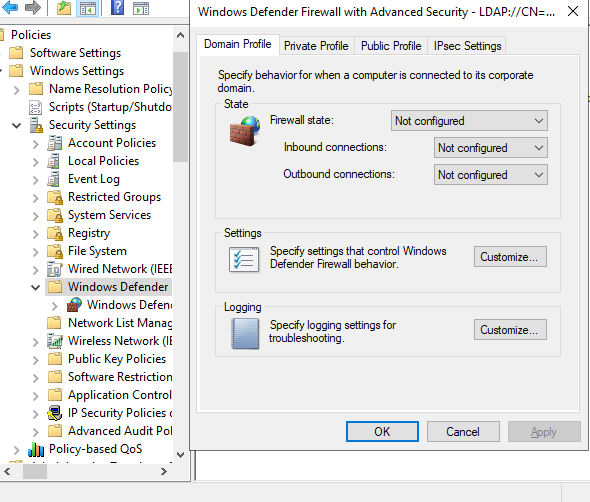 Policies
Software Settings
Windows Settings
Name Resolution Policy
Scripts (Startup/Shutdo
Security Settings
Account Policies
Local Policies
Event Log
Restricted Groups
System Services
Registry
File System
Wired Network (IEEE
Windows Defender
Windows Defen
Network List Manag
Wireless Network (IE
Public Key Policies
Software Restriction
Application Control
IP Security Policies o
Advanced Audit Pol
Policy-based QoS
Windows Defender Firewall with Advanced Security - LDAP://CN=...
Domain Profile Private Profile Public Profile IPsec Settings
Specify behavior for when a computer is connected to its corporate
domain.
State
Firewall state: Not configured
Inbound connections: Not configured
Outbound connections: Not configured
Settings
Specify settings that control Windows
Defender Firewall behavior.
Customize...
Logging
Specify logging settings for
troubleshooting.
Customize...
OK Cancel Apply